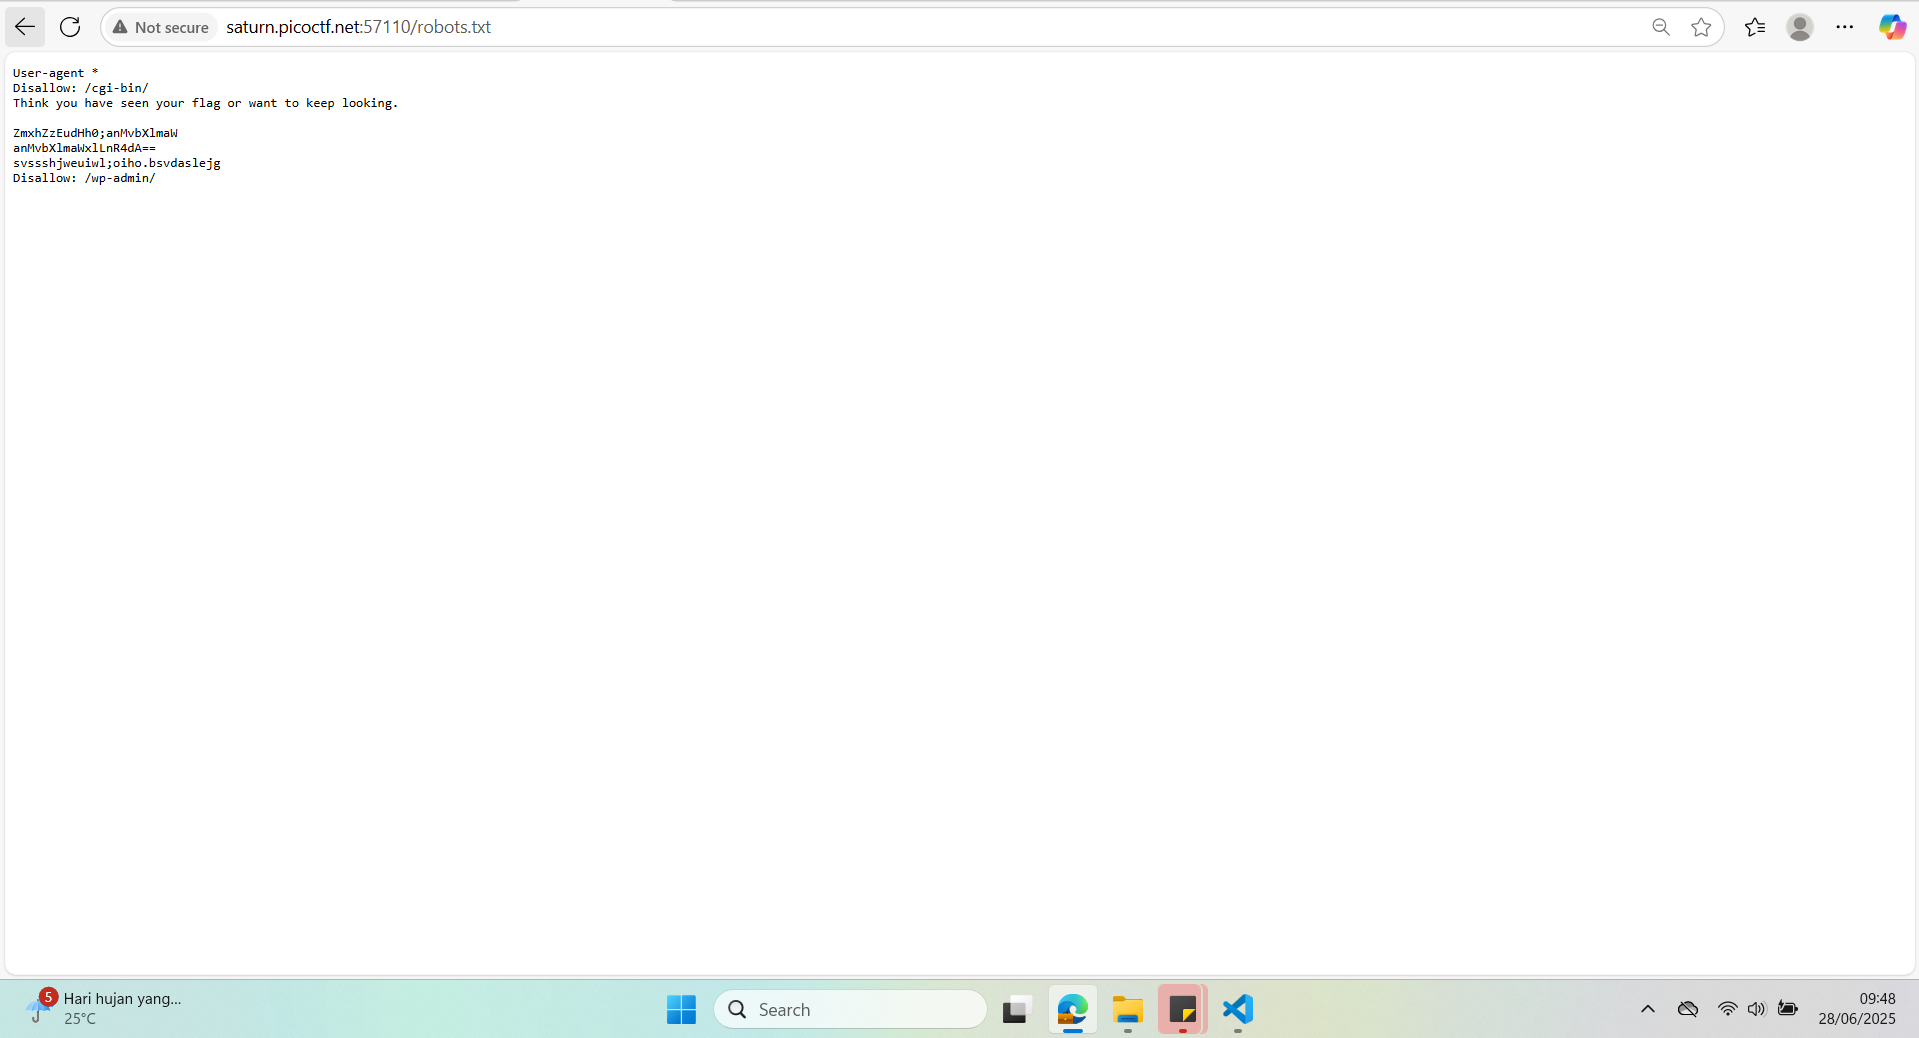 Not secure
saturn.picoctf.net:57110/robots.txt
User-agent *
Disallow: /cgi-bin/
Think you have seen your flag or want to keep looking.
ZmxhZzEudHh0;anMvbXlmaW
anMvbXlmaWxlLnR4dA==
svssshjweuiwl;oiho.bsvdaslejg
Disallow: /wp-admin/
5
Hari hujan yang...
25°C
Search
09:48
28/06/2025